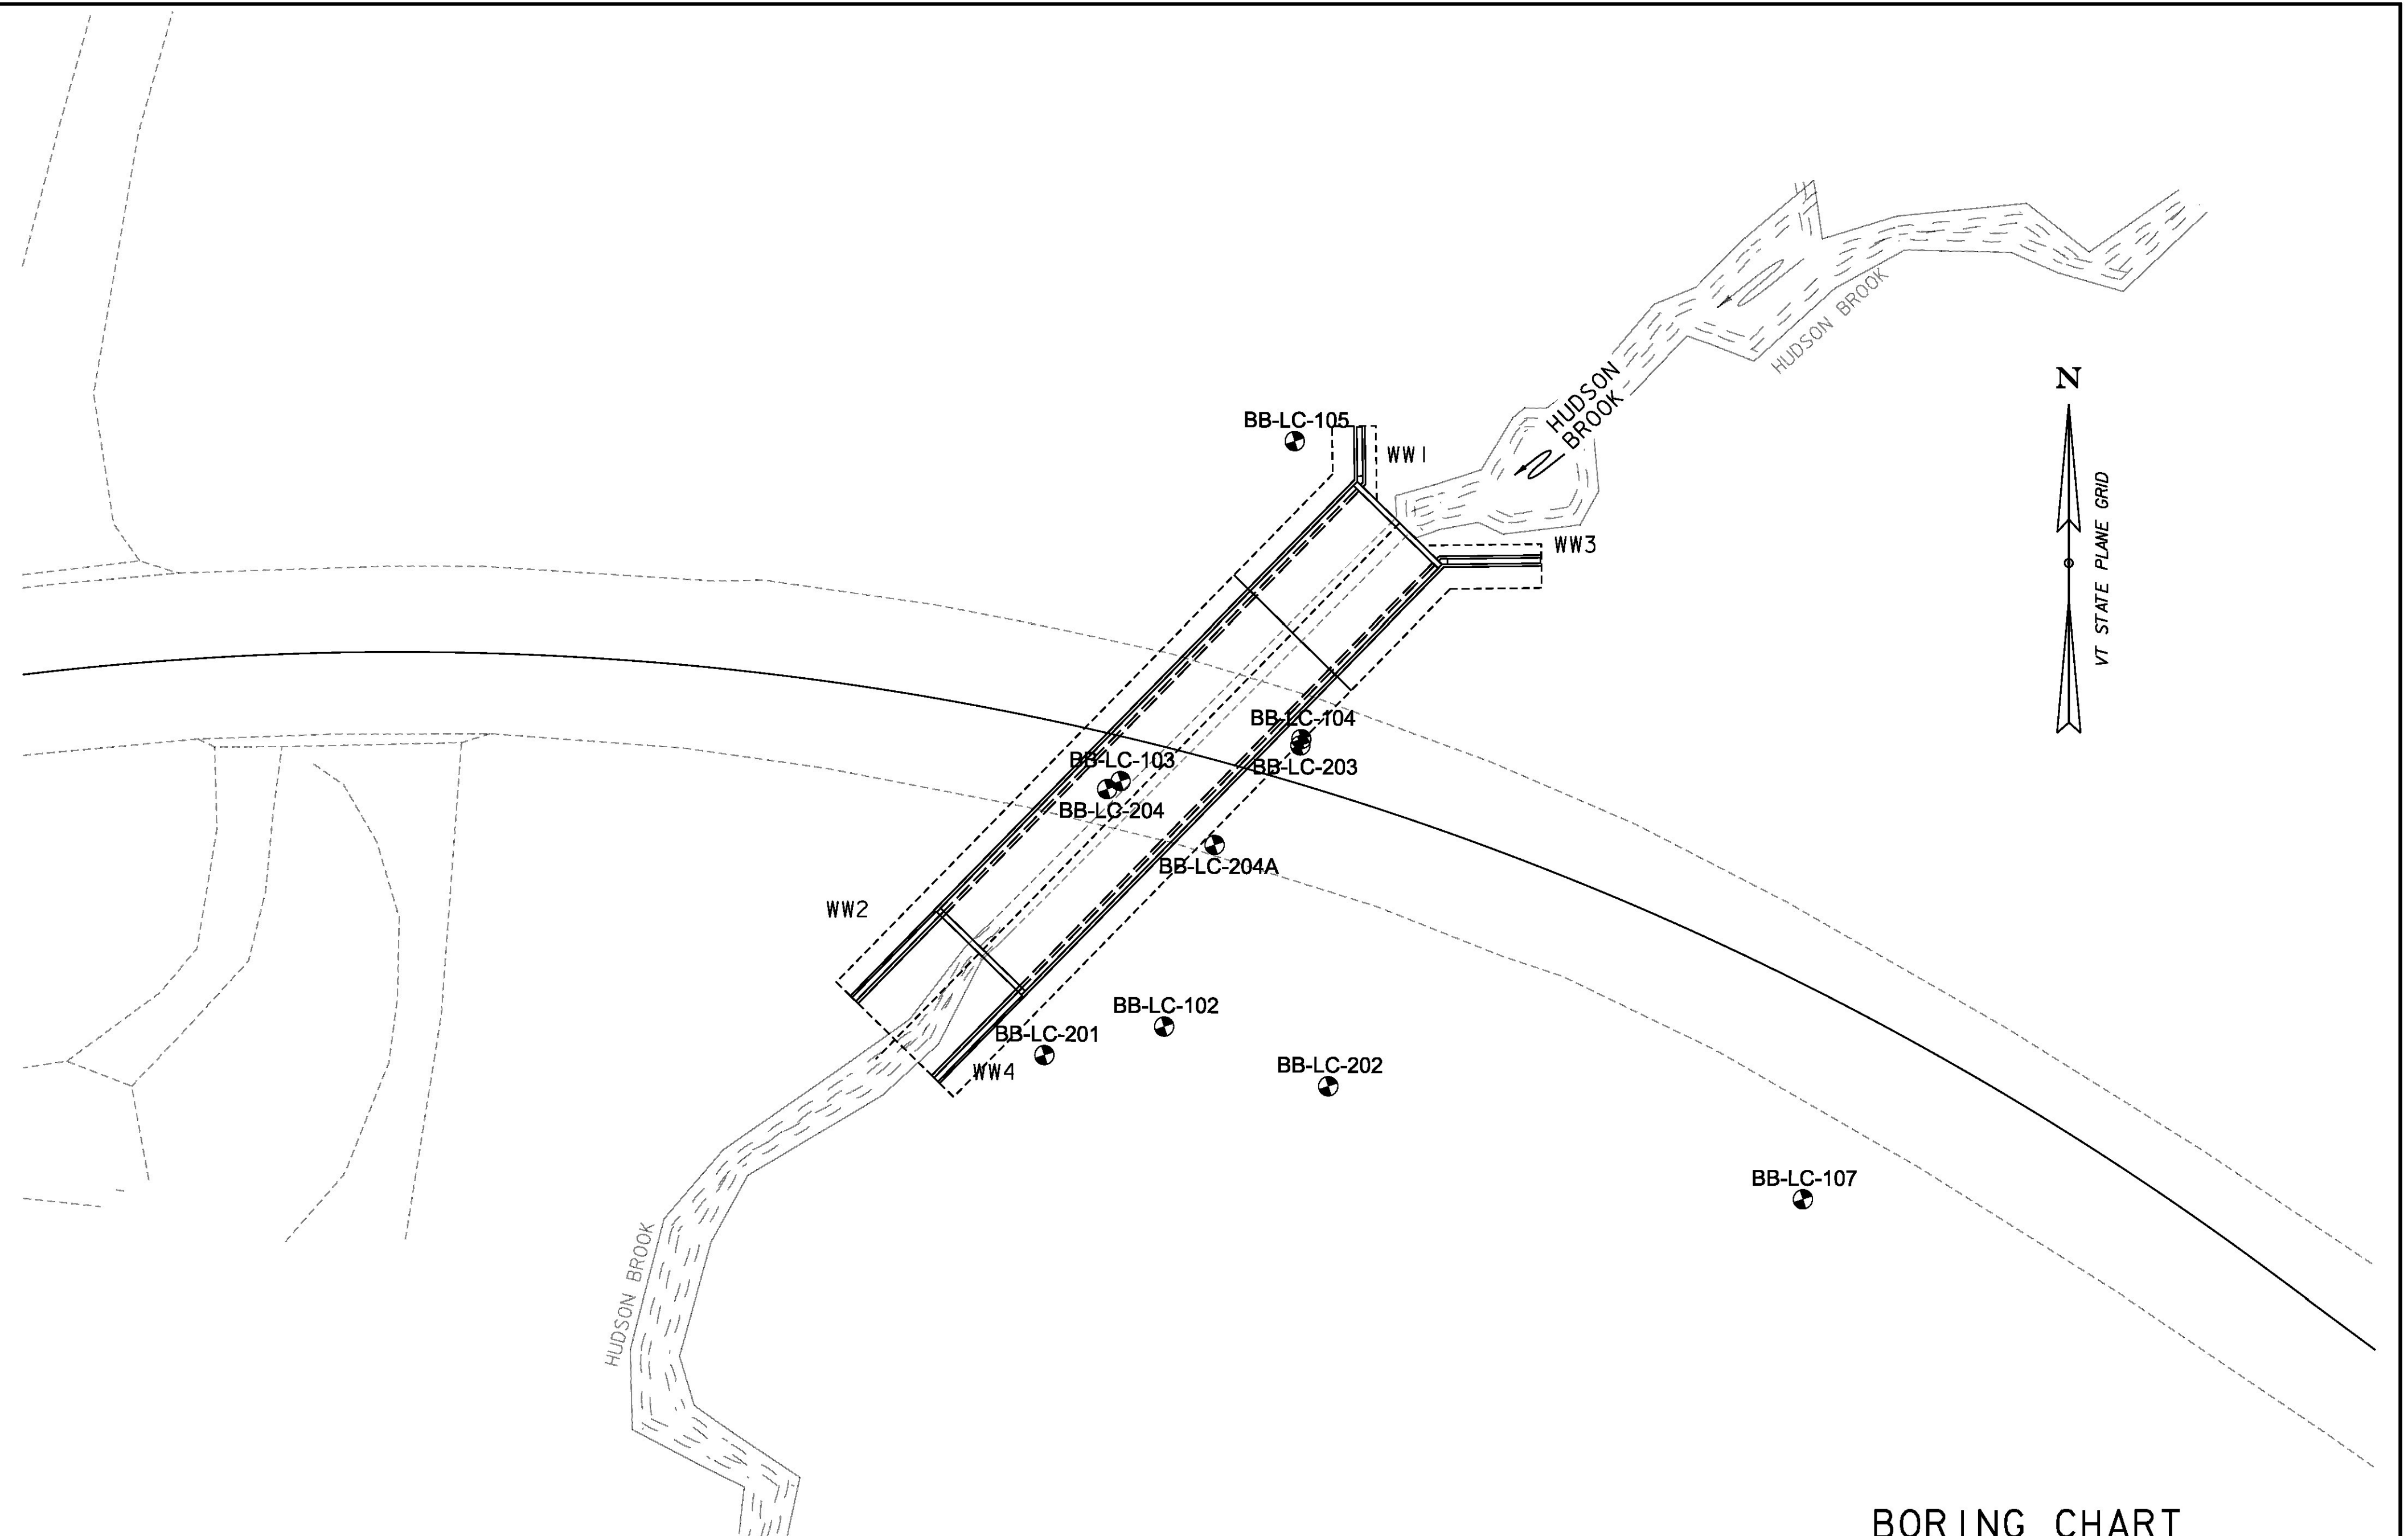 HUDSON BROOK
N
HUDSON
BROOK
BB-LC-105
WW1
VT STATE PLANE GRID
WW3
BB-LC-104
BB-LC-103
BB-LC-203
BB-LC-204
BB-LC-204A
WW2
BB-LC-102
BB-LC-201
BB-LC-202
WW4
BB-LC-107
HUDSON BROOK
BORING CHART